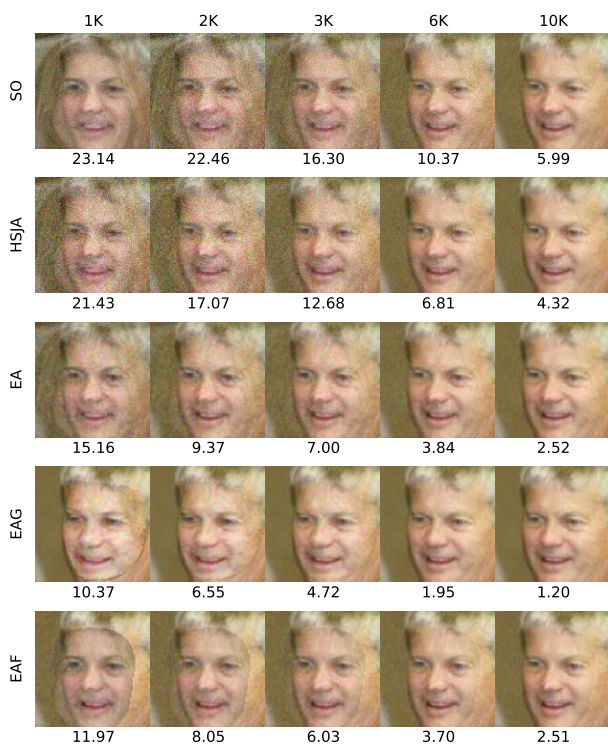 1K 2K 3K 6K 10K
SO
23.14 22.46 16.30 10.37 5.99
HSJA
21.43 17.07 12.68 6.81 4.32
EA
15.16 9.37 7.00 3.84 2.52
EAG
10.37 6.55 4.72 1.95 1.20
EAF
11.97 8.05 6.03 3.70 2.51